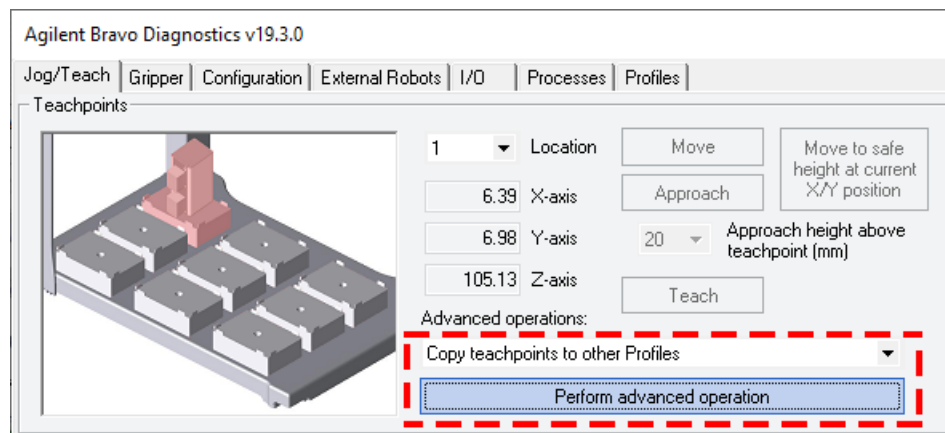 Agilent Bravo Diagnostics v19.3.0
Jog/Teach Gripper Configuration External Robots I/O Processes Profiles
Teachpoints
1 Location
Move
Move to safe
height at current
X/Y position
6.39 X-axis
Approach
6.98 Y-axis
20
Approach height above
teachpoint (mm)
105.13 Z-axis
Teach
Advanced operations:
Copy teachpoints to other Profiles
Perform advanced operation